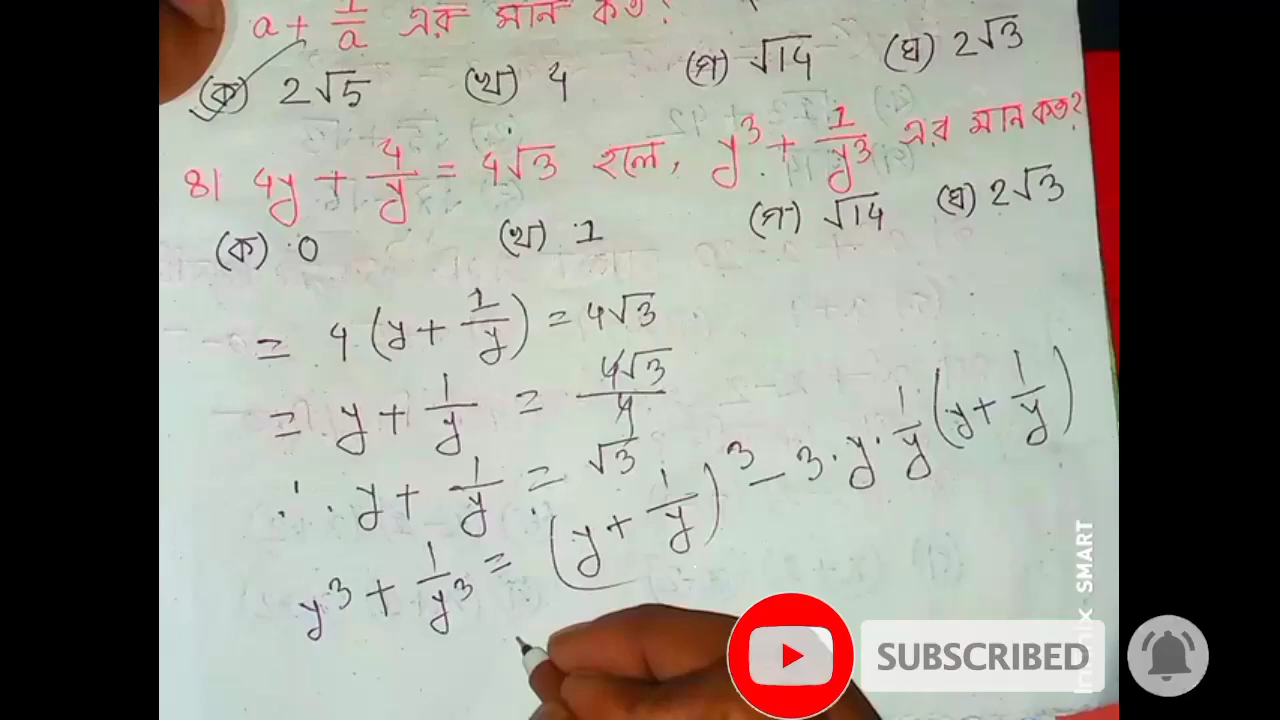 a + 1/a এর মান কত?
(ক) 2√5 (খ) 4 (গ) √14 (ঘ) 2√3
৪। 4y + 4/y = 4√3 হলে, y³ + 1/y³ এর মান কত?
(ক) 0 (খ) 1 (গ) √14 (ঘ) 2√3
= 4(y + 1/y) = 4√3
= y + 1/y = 4√3/4
∴ y + 1/y = √3
y³ + 1/y³ = (y + 1/y)³ - 3·y·1/y(y + 1/y)
SMART
SUBSCRIBED